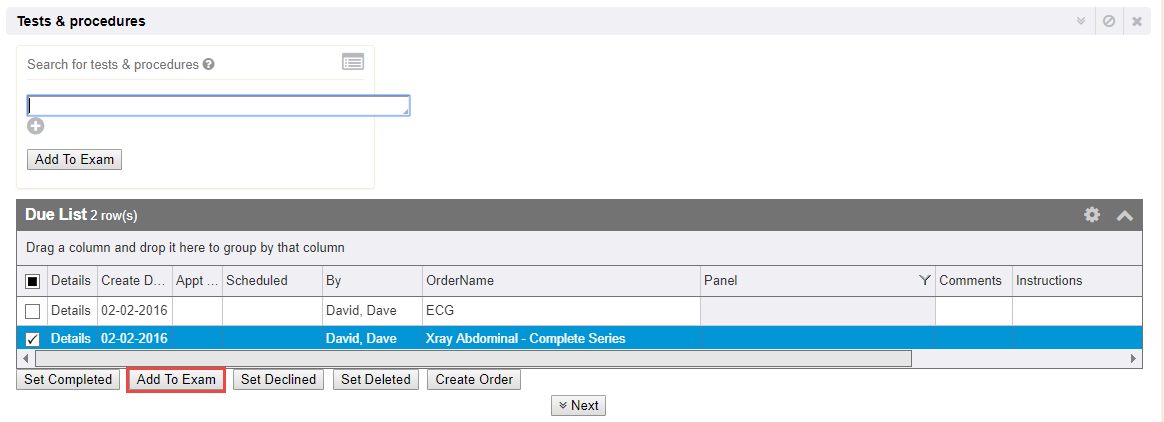 Tests & procedures
Search for tests & procedures
Add To Exam
Due List 2 row(s)
Drag a column and drop it here to group by that column
Details Create D... Appt ... Scheduled By OrderName Panel Comments Instructions
Details 02-02-2016 David, Dave ECG
Details 02-02-2016 David, Dave Xray Abdominal - Complete Series
Set Completed Add To Exam Set Declined Set Deleted Create Order
Next